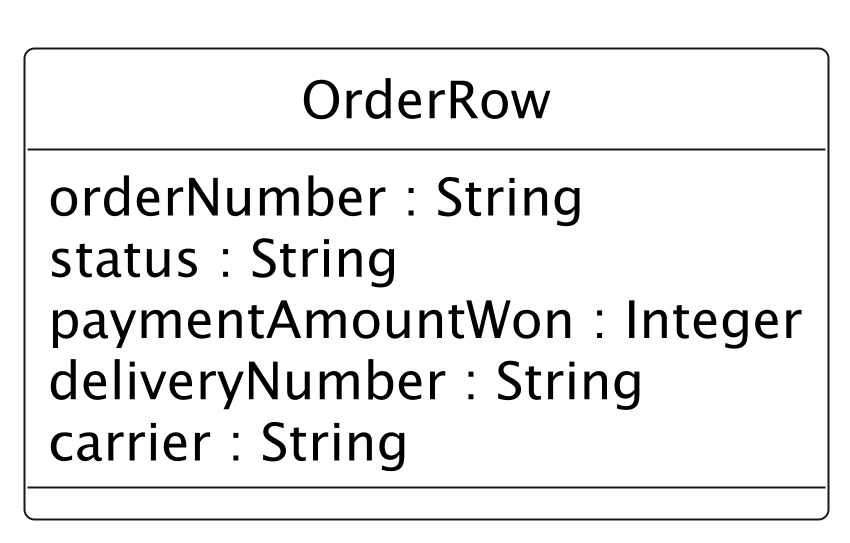 OrderRow
orderNumber : String
status : String
paymentAmountWon : Integer
deliveryNumber : String
carrier : String